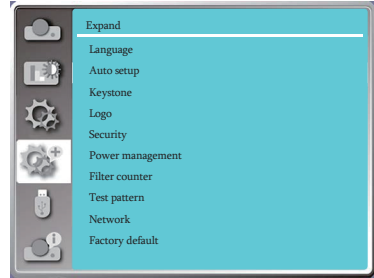 Expand
Language
Auto setup
Keystone
Logo
Security
Power management
Filter counter
Test pattern
Network
Factory default